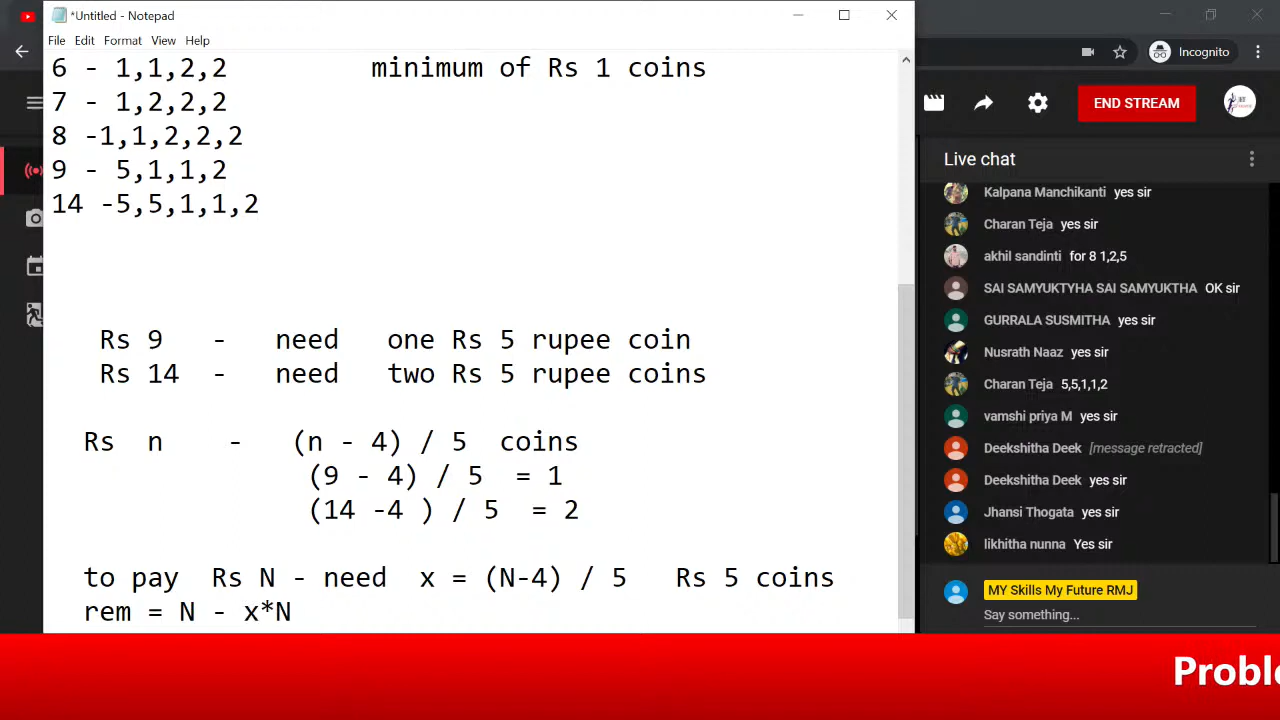 *Untitled - Notepad
File Edit Format View Help
6 - 1,1,2,2 minimum of Rs 1 coins
7 - 1,2,2,2
8 -1,1,2,2,2
9 - 5,1,1,2
14 -5,5,1,1,2
Rs 9 - need one Rs 5 rupee coin
Rs 14 - need two Rs 5 rupee coins
Rs n - (n - 4) / 5 coins
(9 - 4) / 5 = 1
(14 -4 ) / 5 = 2
to pay Rs N - need x = (N-4) / 5 Rs 5 coins
rem = N - x*N
Incognito
END STREAM
Live chat
Kalpana Manchikanti yes sir
Charan Teja yes sir
akhil sandinti for 8 1,2,5
SAI SAMYUKTYHA SAI SAMYUKTHA OK sir
GURRALA SUSMITHA yes sir
Nusrath Naaz yes sir
Charan Teja 5,5,1,1,2
vamshi priya M yes sir
Deekshitha Deek [message retracted]
Deekshitha Deek yes sir
Jhansi Thogata yes sir
likhitha nunna Yes sir
MY Skills My Future RMJ
Say something...
Proble